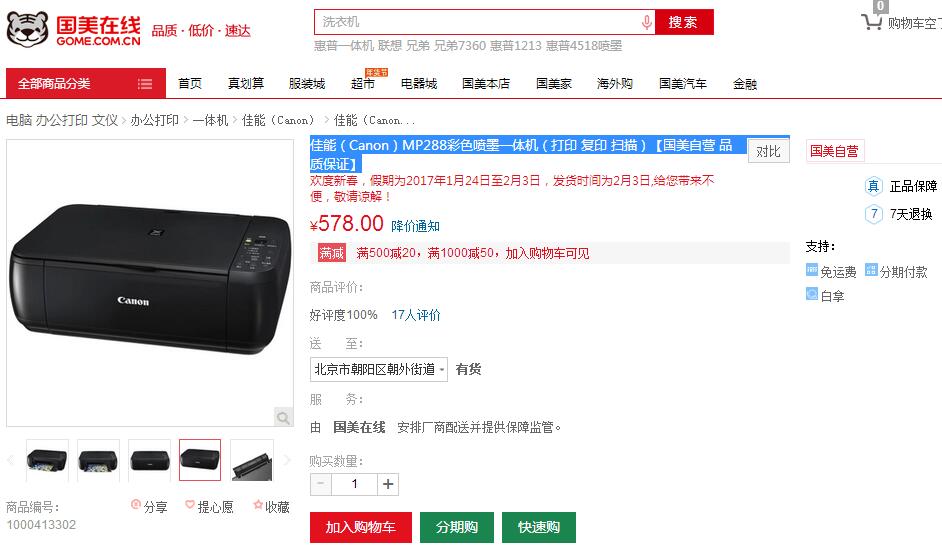 国美在线
GOME.COM.CN
品质 · 低价 · 速达
洗衣机
搜索
0
购物车空了
惠普一体机 联想 兄弟 兄弟7360 惠普1213 惠普4518喷墨
全部商品分类
首页 真划算 服装城 超市 年货节 电器城 国美本店 国美家 海外购 国美汽车 金融
电脑 办公打印 文仪 > 办公打印 > 一体机 > 佳能（Canon） > 佳能（Canon...
佳能（Canon）MP288彩色喷墨一体机（打印 复印 扫描）【国美自营 品
质保证】
对比
国美自营
欢度新春，假期为2017年1月24日至2月3日，发货时间为2月3日,给您带来不
便，敬请谅解！
真 正品保障
¥578.00 降价通知
7 7天退换
满减 满500减20，满1000减50，加入购物车可见
支持：
免运费 分期付款
白拿
商品评价：
好评度100% 17人评价
送 至：
北京市朝阳区朝外街道 有货
服 务：
由 国美在线 安排厂商配送并提供保障监管。
购买数量：
- 1 +
Canon
商品编号：
1000413302
分享 提心愿 收藏
加入购物车 分期购 快速购